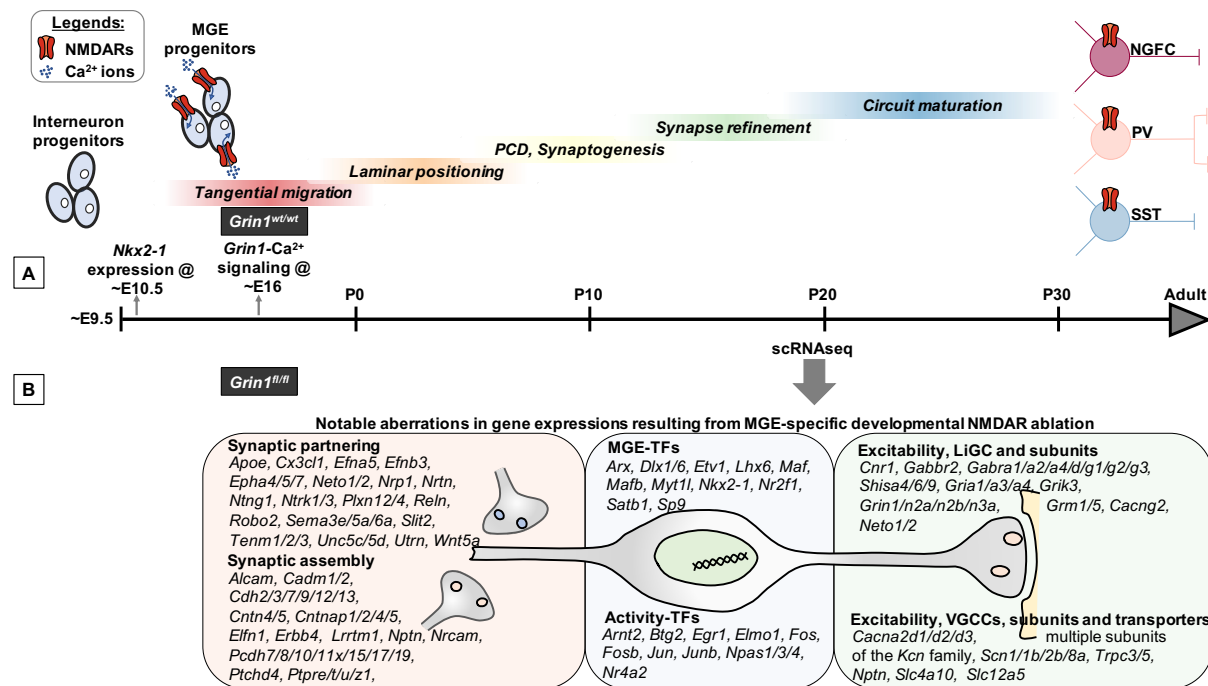 Legends:
NMDARs
Ca2+ ions
MGE
progenitors
Interneuron
progenitors
NGFC
PV
SST
Circuit maturation
Synapse refinement
PCD, Synaptogenesis
Laminar positioning
Tangential migration
Grin1wt/wt
A
Nkx2-1
expression @
~E10.5
Grin1-Ca2+
signaling @
~E16
P0
P10
P20
P30
Adult
~E9.5
scRNAseq
B
Grin1fl/fl
Notable aberrations in gene expressions resulting from MGE-specific developmental NMDAR ablation
Synaptic partnering
Apoe, Cx3cl1, Efna5, Efnb3,
Epha4/5/7, Neto1/2, Nrp1, Nrtn,
Ntng1, Ntrk1/3, Plxn12/4, Reln,
Robo2, Sema3e/5a/6a, Slit2,
Tenm1/2/3, Unc5c/5d, Utrn, Wnt5a
Synaptic assembly
Alcam, Cadm1/2,
Cdh2/3/7/9/12/13,
Cntn4/5, Cntnap1/2/4/5,
Elfn1, Erbb4, Lrrtm1, Nptn, Nrcam,
Pcdh7/8/10/11x/15/17/19,
Ptchd4, Ptpre/t/u/z1,
MGE-TFs
Arx, Dlx1/6, Etv1, Lhx6, Maf,
Mafb, Myt1l, Nkx2-1, Nr2f1,
Satb1, Sp9
Activity-TFs
Arnt2, Btg2, Egr1, Elmo1, Fos,
Fosb, Jun, Junb, Npas1/3/4,
Nr4a2
Excitability, LiGC and subunits
Cnr1, Gabbr2, Gabra1/a2/a4/d/g1/g2/g3,
Shisa4/6/9, Gria1/a3/a4, Grik3,
Grin1/n2a/n2b/n3a, Grm1/5, Cacng2,
Neto1/2
Excitability, VGCCs, subunits and transporters
Cacna2d1/d2/d3, multiple subunits
of the Kcn family, Scn1/1b/2b/8a, Trpc3/5,
Nptn, Slc4a10, Slc12a5